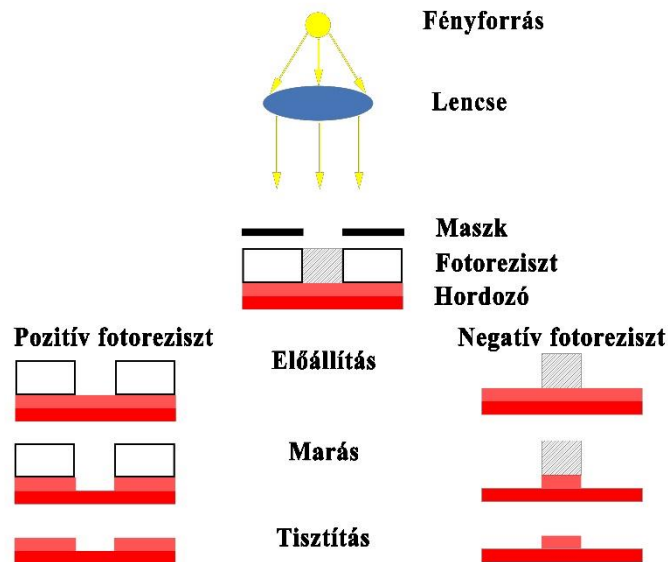 Fényforrás
Lencse
Maszk
Fotoreziszt
Hordozó
Pozitív fotoreziszt
Előállítás
Negatív fotoreziszt
Marás
Tisztítás